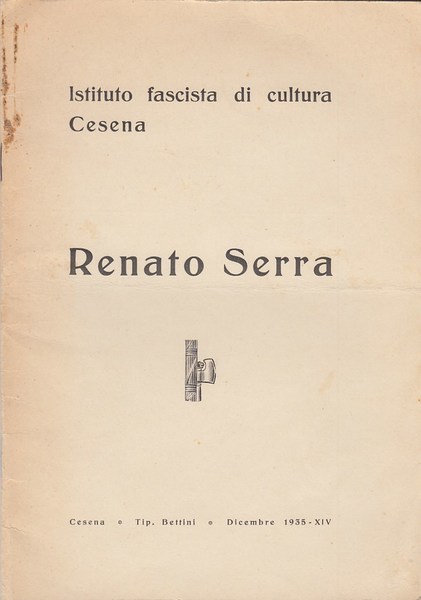 Istituto fascista di cultura
Cesena
Renato Serra
Cesena • Tip. Bettini • Dicembre 1935-XIV